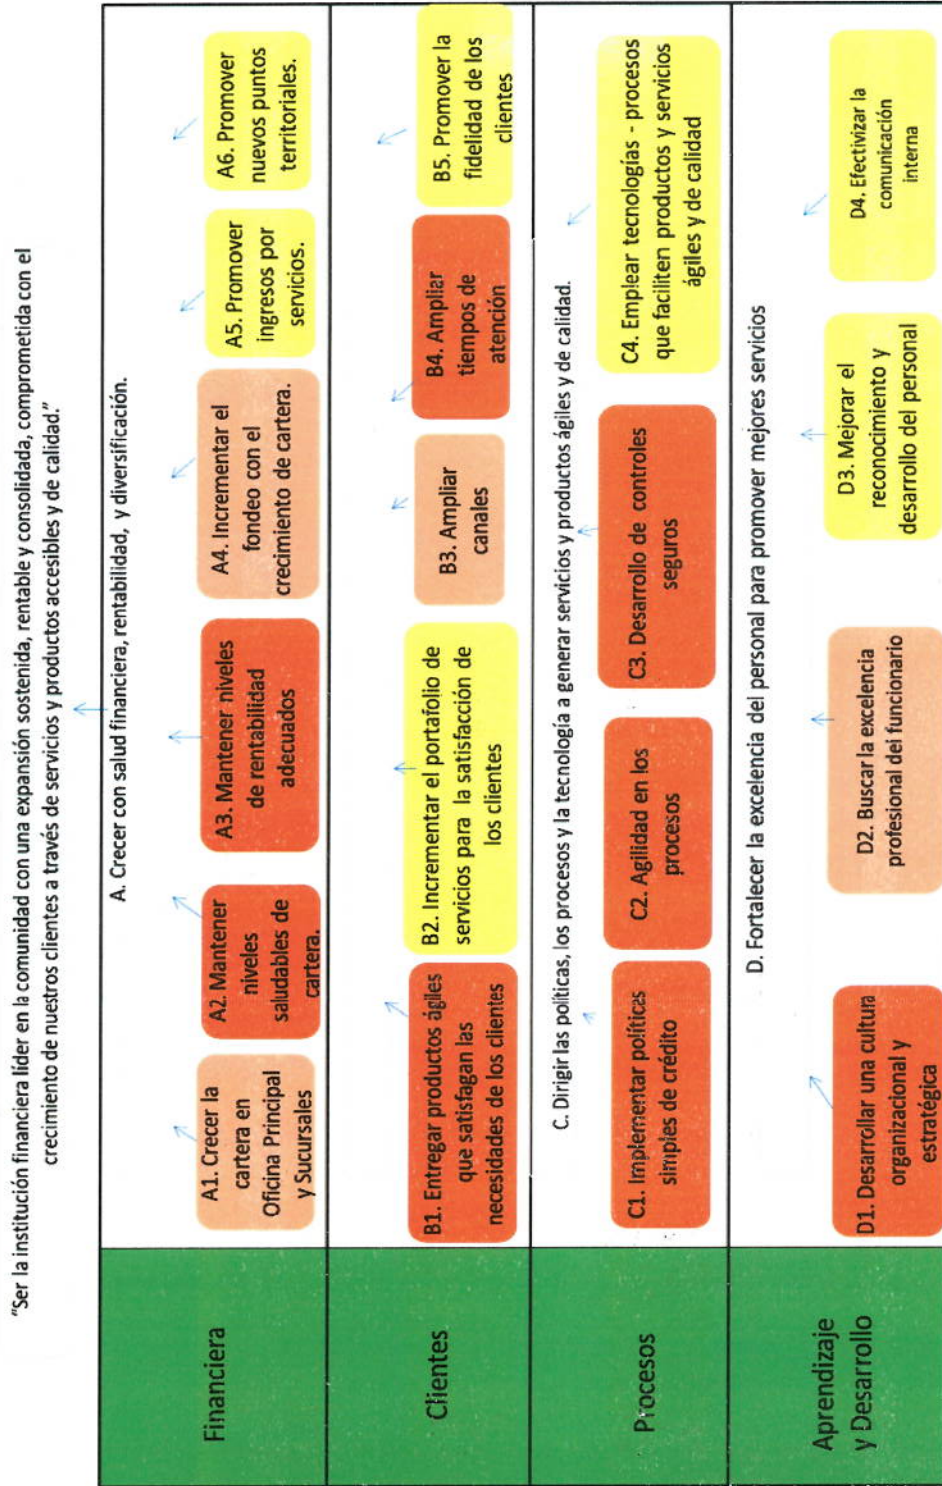 "Ser la institución financiera líder en la comunidad con una expansión sostenida, rentable y consolidada, comprometida con el
crecimiento de nuestros clientes a través de servicios y productos accesibles y de calidad."
Financiera
A. Crecer con salud financiera, rentabilidad, y diversificación.
A1. Crecer la
cartera en
Oficina Principal
y Sucursales
A2. Mantener
niveles
saludables de
cartera.
A3. Mantener niveles
de rentabilidad
adecuados
A4. Incrementar el
fondeo con el
crecimiento de cartera.
A5. Promover
ingresos por
servicios.
A6. Promover
nuevos puntos
territoriales.
Clientes
B1. Entregar productos ágiles
que satisfagan las
necesidades de los clientes
B2. Incrementar el portafolio de
servicios para la satisfacción de
los clientes
B3. Ampliar
canales
B4. Ampliar
tiempos de
atención.
B5. Promover la
fidelidad de los
clientes
Procesos
C. Dirigir las políticas, los procesos y la tecnología a generar servicios y productos ágiles y de calidad.
C1. Implementar políticas
simples de crédito
C2. Agilidad en los
procesos
C3. Desarrollo de controles
seguros
C4. Emplear tecnologías - procesos
que faciliten productos y servicios
ágiles y de calidad
Aprendizaje
y Desarrollo
D. Fortalecer la excelencia del personal para promover mejores servicios
D1. Desarrollar una cultura
organizacional y
estratégica
D2. Buscar la excelencia
profesional del funcionario
D3. Mejorar el
reconocimiento y
desarrollo del personal
D4. Efectivizar la
comunicación
interna